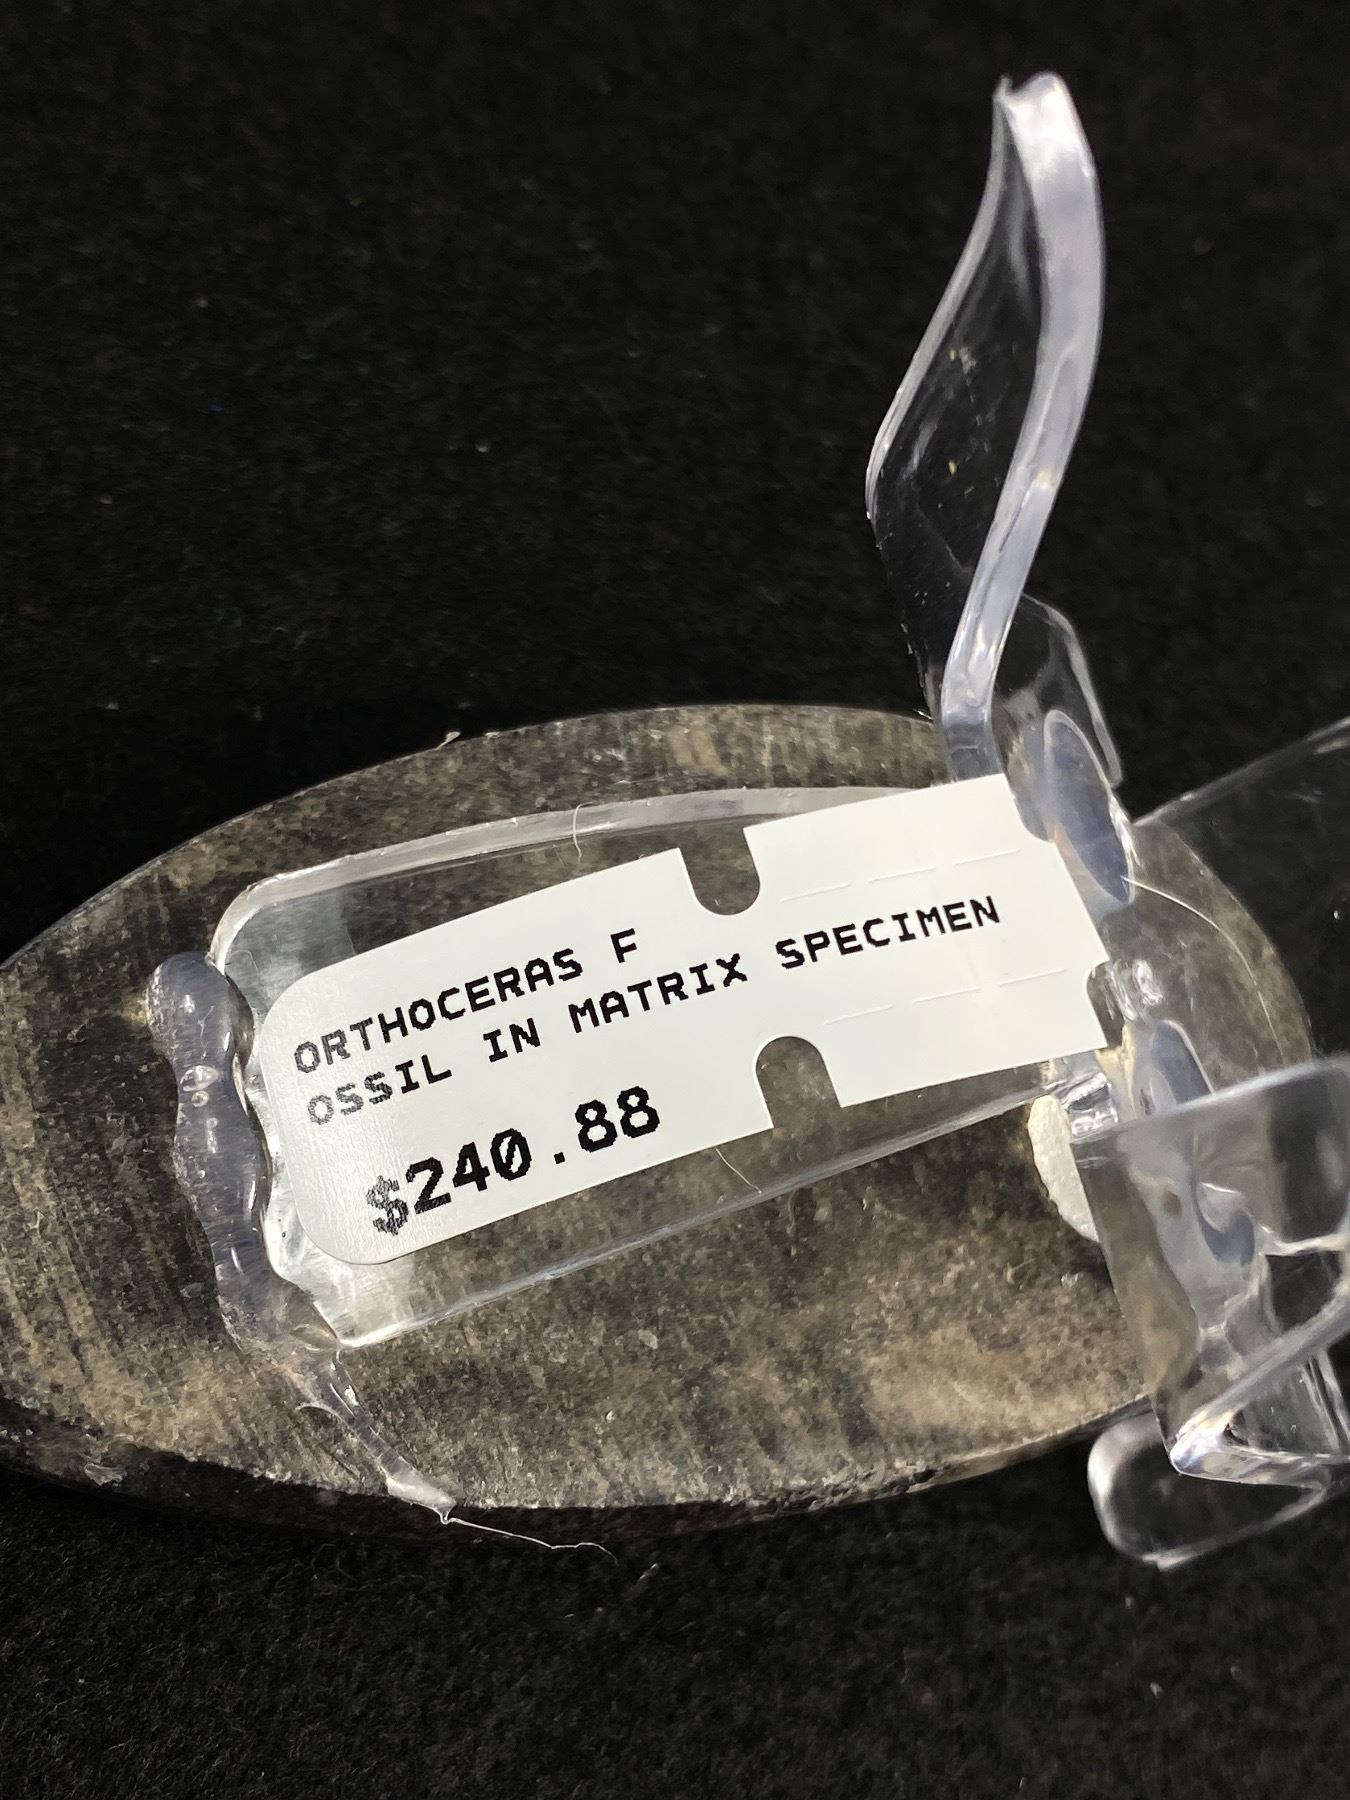 ORTHOCERAS F
OSSIL IN MATRIX SPECIMEN
$240.88